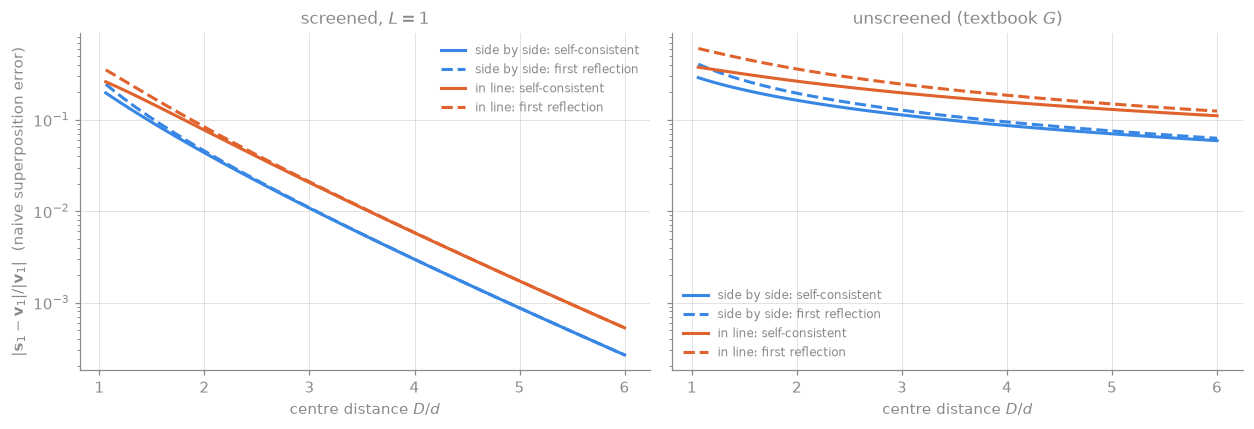 screened, L = 1
|s₁ − v₁|/|v₁| (naive superposition error)
10⁻¹
10⁻²
10⁻³
side by side: self-consistent
side by side: first reflection
in line: self-consistent
in line: first reflection
1 2 3 4 5 6
centre distance D/d
unscreened (textbook G)
side by side: self-consistent
side by side: first reflection
in line: self-consistent
in line: first reflection
1 2 3 4 5 6
centre distance D/d